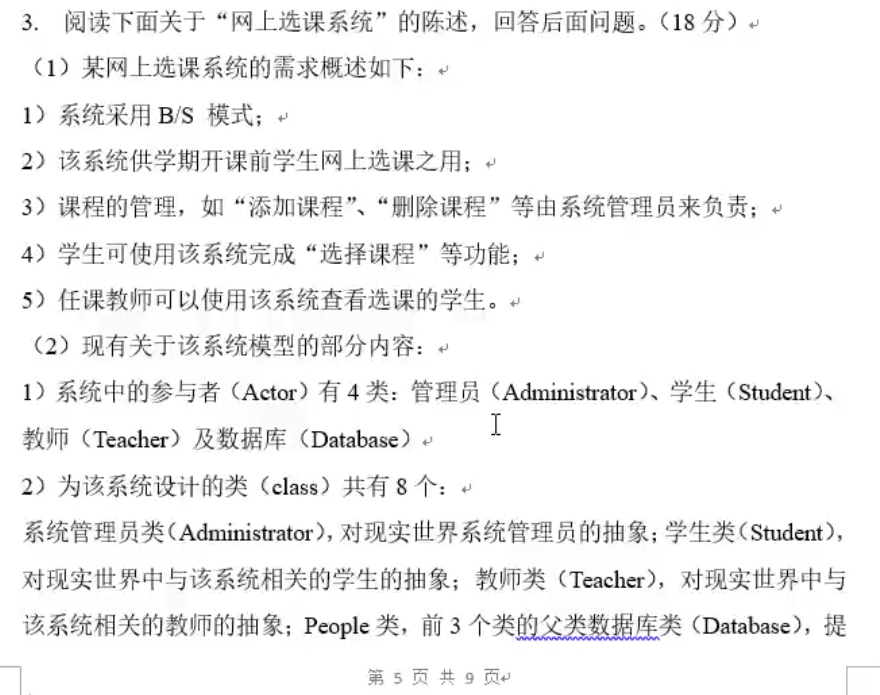 3. 阅读下面关于“网上选课系统”的陈述，回答后面问题。（18 分）
（1）某网上选课系统的需求概述如下：
1）系统采用 B/S 模式；
2）该系统供学期开课前学生网上选课之用；
3）课程的管理，如“添加课程”、“删除课程”等由系统管理员来负责；
4）学生可使用该系统完成“选择课程”等功能；
5）任课教师可以使用该系统查看选课的学生。
（2）现有关于该系统模型的部分内容：
1）系统中的参与者（Actor）有 4 类：管理员（Administrator）、学生（Student）、
教师（Teacher）及数据库（Database）
2）为该系统设计的类（class）共有 8 个：
系统管理员类（Administrator），对现实世界系统管理员的抽象；学生类（Student），
对现实世界中与该系统相关的学生的抽象；教师类（Teacher），对现实世界中与
该系统相关的教师的抽象；People 类，前 3 个类的父类数据库类（Database），提
第 5 页 共 9 页